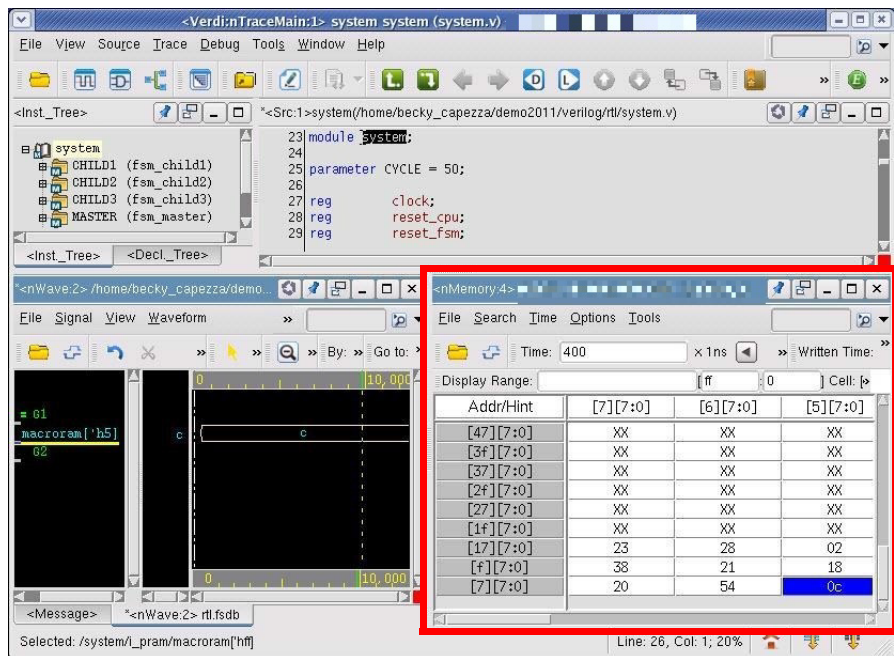 <Verdi:nTraceMain:1> system system (system.v)
File View Source Trace Debug Tools Window Help
<Inst._Tree>
*<Src:1>system(/home/becky_capezza/demo2011/verilog/rtl/system.v)
system
CHILD1 (fsm_child1)
CHILD2 (fsm_child2)
CHILD3 (fsm_child3)
MASTER (fsm_master)
23 module system;
24
25 parameter CYCLE = 50;
26
27 reg clock;
28 reg reset_cpu;
29 reg reset_fsm;
<Inst._Tree> <Decl._Tree>
*<nWave:2> /home/becky_capezza/demo...
File Signal View Waveform »
» » » By: » Go to:
0 10,000
= G1
macroram['h5] c c
G2
0 10,000
<Message> *<nWave:2> rtl.fsdb
<nMemory:4>
File Search Time Options Tools
Time: 400 x 1ns » Written Time: »
Display Range: [ ff : 0 ] Cell: [»
Addr/Hint [7][7:0] [6][7:0] [5][7:0]
[47][7:0] XX XX XX
[3f][7:0] XX XX XX
[37][7:0] XX XX XX
[2f][7:0] XX XX XX
[27][7:0] XX XX XX
[1f][7:0] XX XX XX
[17][7:0] 23 28 02
[f][7:0] 38 21 18
[7][7:0] 20 54 0c
Selected: /system/i_pram/macroram['hff]
Line: 26, Col: 1; 20%